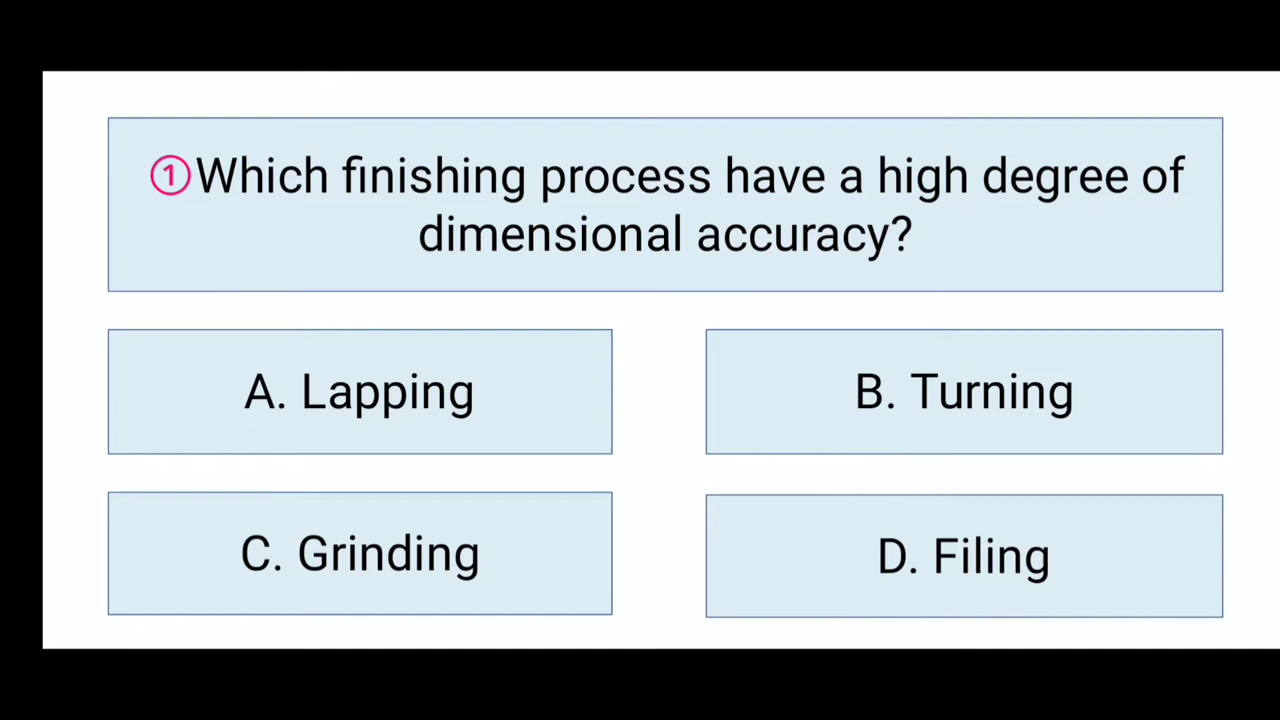 ①Which finishing process have a high degree of
dimensional accuracy?
A. Lapping
B. Turning
C. Grinding
D. Filing